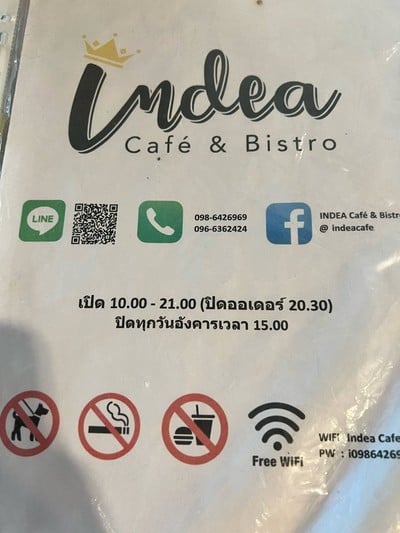 indea
Café & Bistro
LINE
098-6426969
096-6362424
INDEA Café & Bistro
@ indeacafe
เปิด 10.00 - 21.00 (ปิดออเดอร์ 20.30)
ปิดทุกวันอังคารเวลา 15.00
Free WiFi
WIFI Indea Cafe
PW :